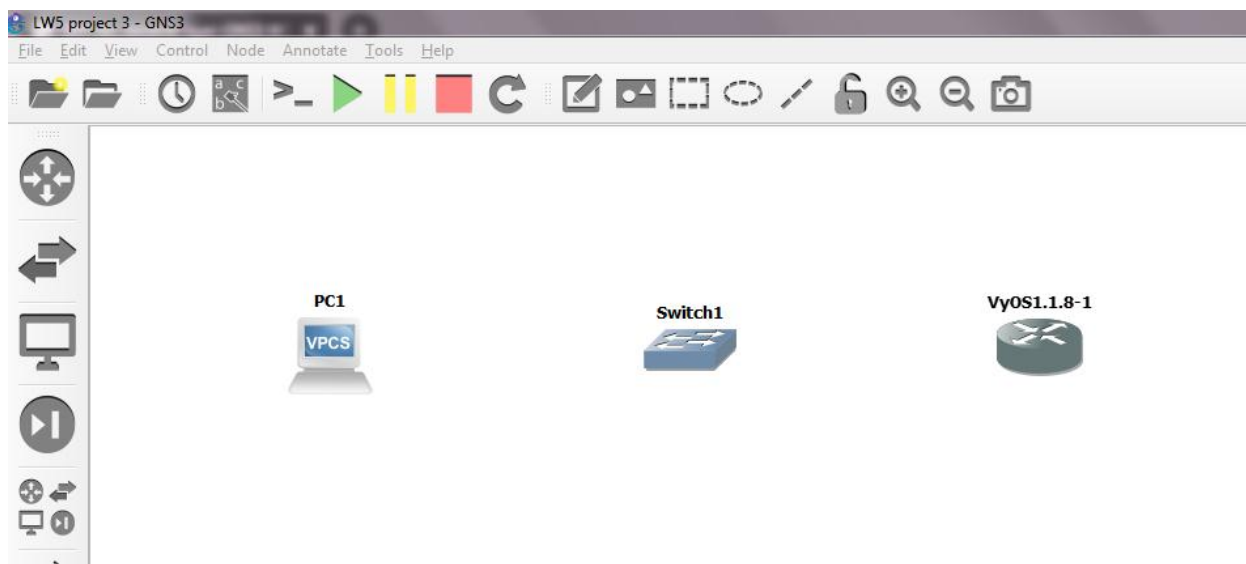 LW5 project 3 - GNS3
File Edit View Control Node Annotate Tools Help
a c
b
>_
PC1
Switch1
VyOS1.1.8-1
VPCS